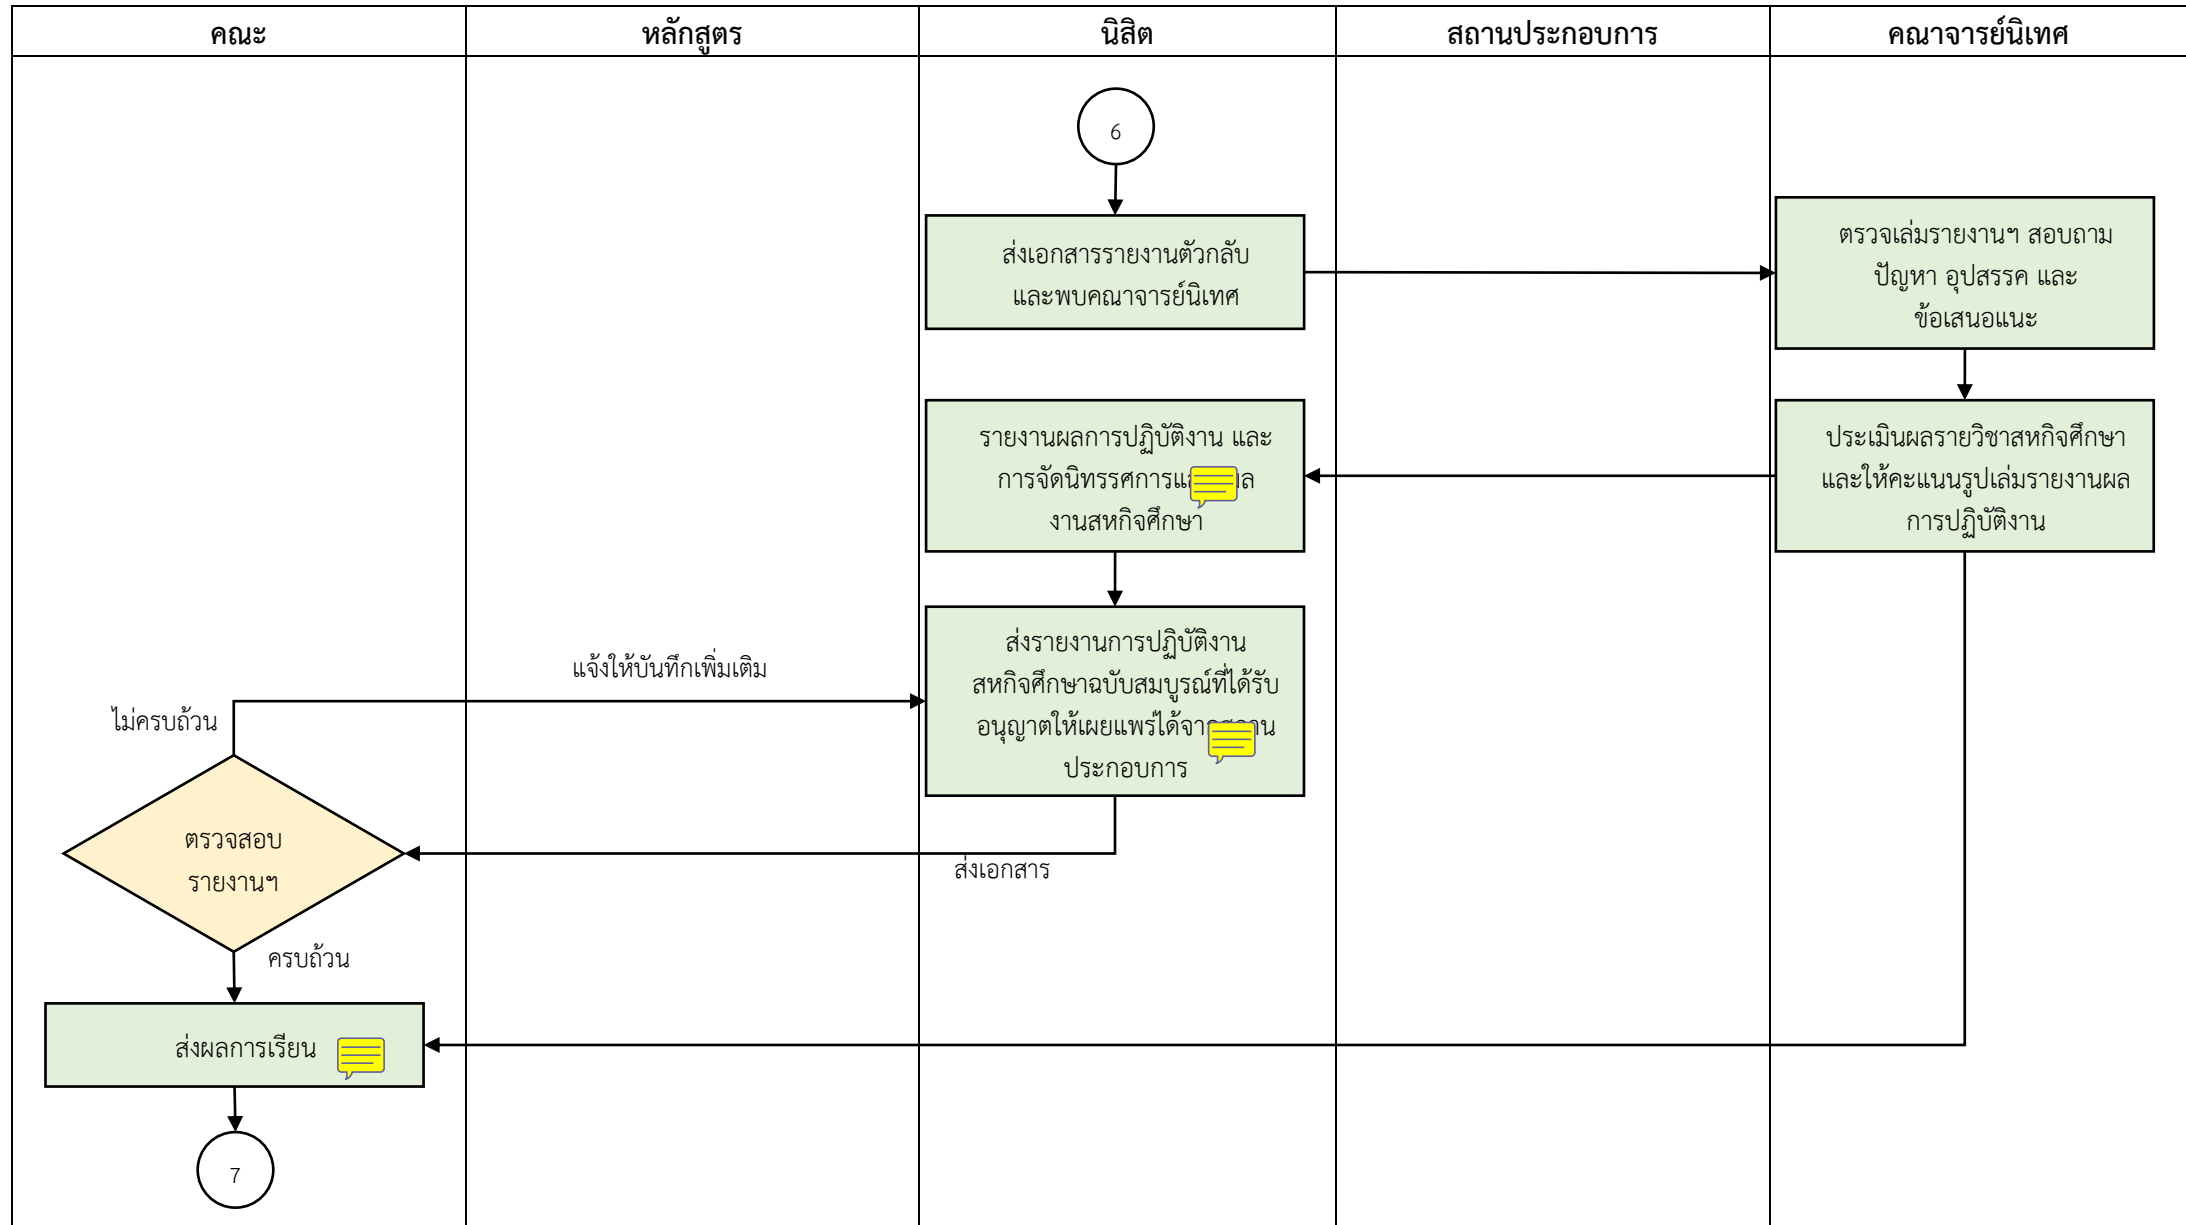 คณะ
หลักสูตร
นิสิต
สถานประกอบการ
คณาจารย์นิเทศ
6
ส่งเอกสารรายงานตัวกลับ
และพบคณาจารย์นิเทศ
ตรวจเล่มรายงานฯ สอบถาม
ปัญหา อุปสรรค และ
ข้อเสนอแนะ
รายงานผลการปฏิบัติงาน และ
การจัดนิทรรศการ
งานสหกิจศึกษา
ประเมินผลรายวิชาสหกิจศึกษา
และให้คะแนนรูปเล่มรายงานผล
การปฏิบัติงาน
ส่งรายงานการปฏิบัติงาน
สหกิจศึกษาฉบับสมบูรณ์ที่ได้รับ
อนุญาตให้เผยแพร่ได้
ประกอบการ
แจ้งให้บันทึกเพิ่มเติม
ไม่ครบถ้วน
ตรวจสอบ
รายงานฯ
ส่งเอกสาร
ครบถ้วน
ส่งผลการเรียน
7